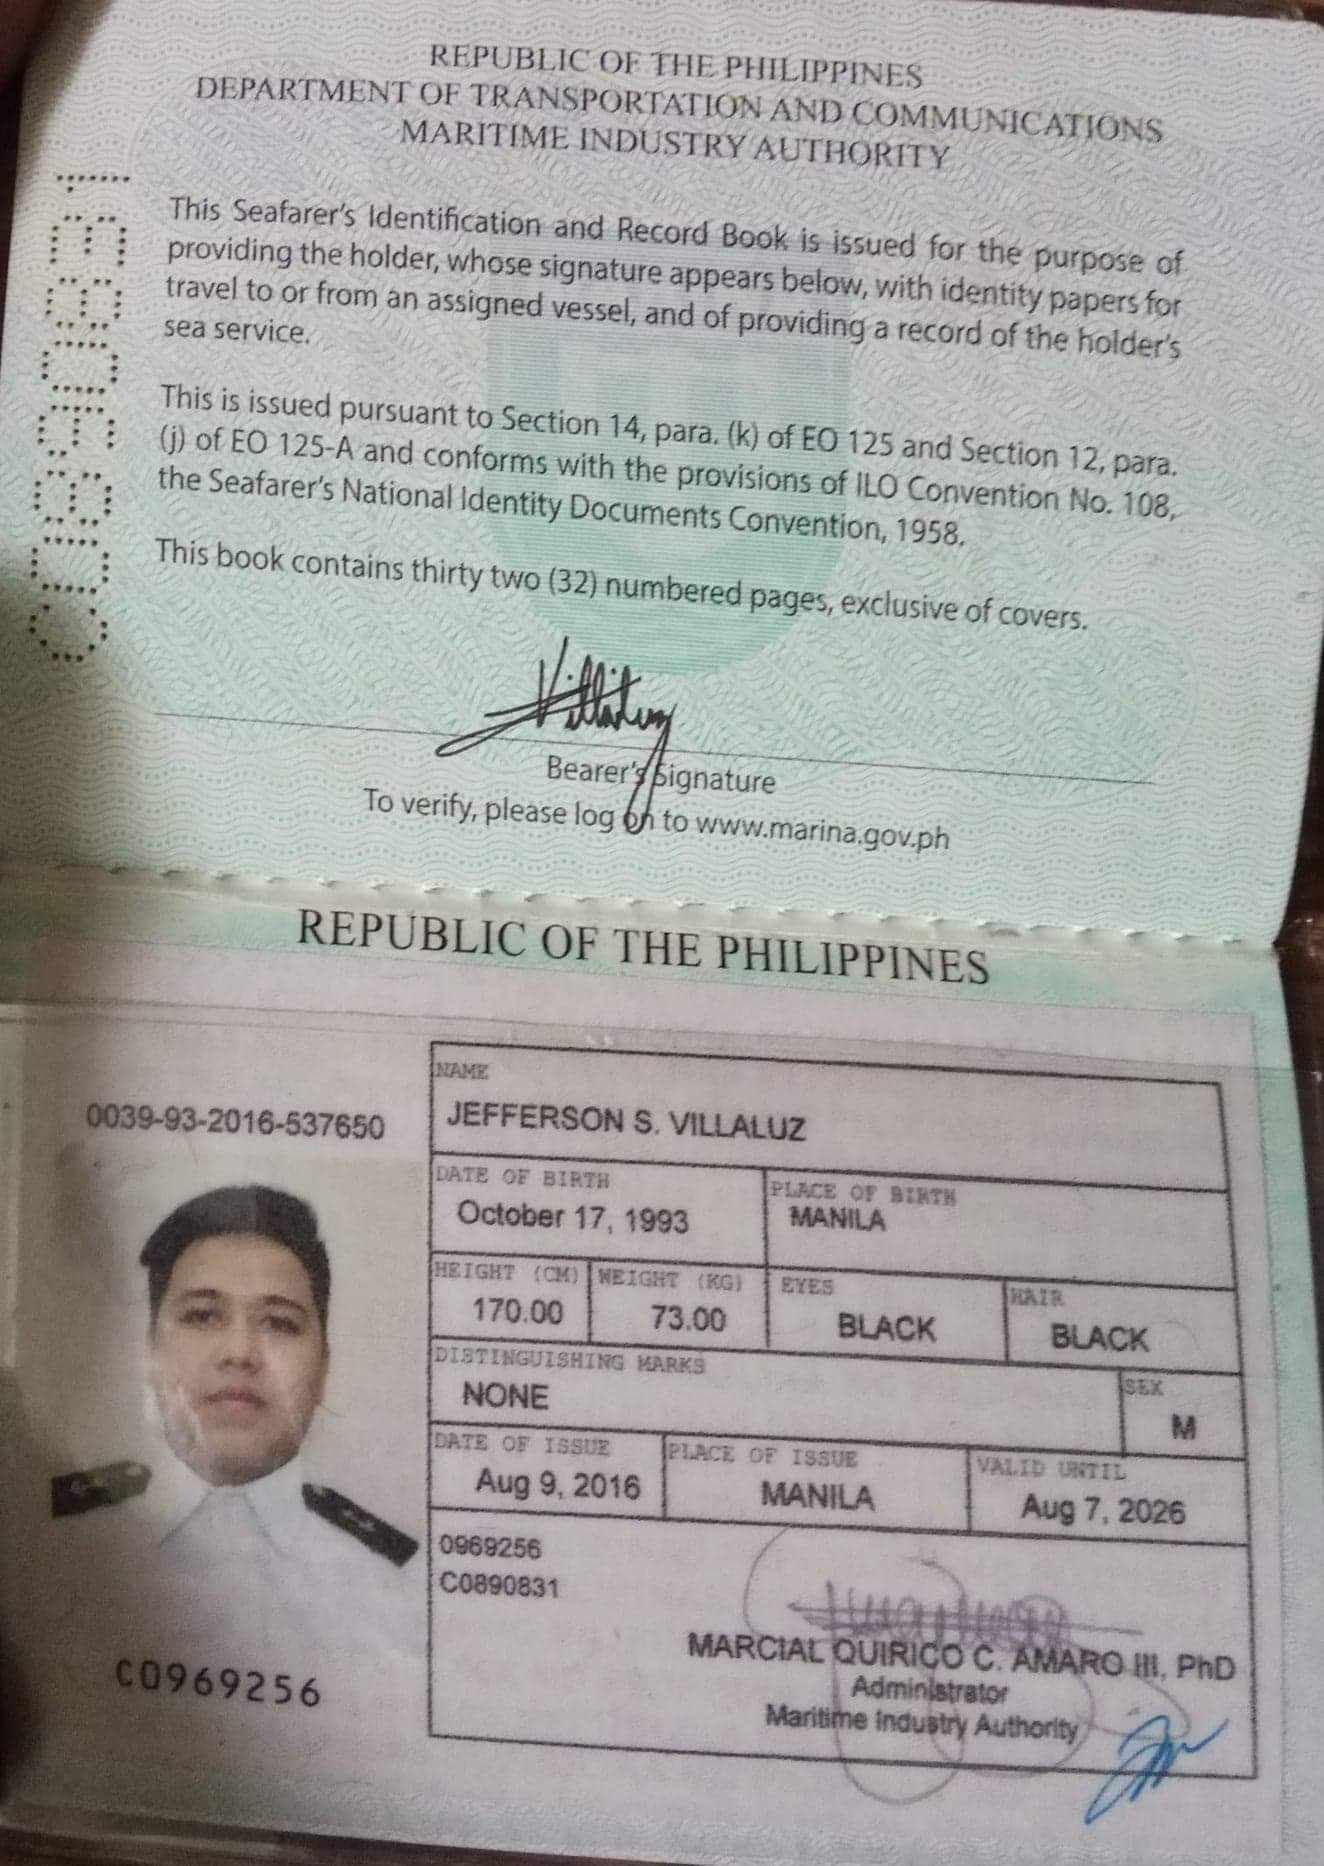 REPUBLIC OF THE PHILIPPINES
DEPARTMENT OF TRANSPORTATION AND COMMUNICATIONS
MARITIME INDUSTRY AUTHORITY
This Seafarer's Identification and Record Book is issued for the purpose of
providing the holder, whose signature appears below, with identity papers for
travel to or from an assigned vessel, and of providing a record of the holder's
sea service.
This is issued pursuant to Section 14, para. (k) of EO 125 and Section 12, para.
(j) of EO 125-A and conforms with the provisions of ILO Convention No. 108,
the Seafarer's National Identity Documents Convention, 1958.
This book contains thirty two (32) numbered pages, exclusive of covers.
Villaluz
Bearer's Signature
To verify, please log on to www.marina.gov.ph
REPUBLIC OF THE PHILIPPINES
0039-93-2016-537650
NAME
JEFFERSON S. VILLALUZ
DATE OF BIRTH
October 17, 1993
PLACE OF BIRTH
MANILA
HEIGHT (CM)
170.00
WEIGHT (KG)
73.00
EYES
BLACK
HAIR
BLACK
DISTINGUISHING MARKS
NONE
SEX
M
DATE OF ISSUE
Aug 9, 2016
PLACE OF ISSUE
MANILA
VALID UNTIL
Aug 7, 2026
0969256
C0890831
MARCIAL QUIRICO C. AMARO III, PhD
Administrator
Maritime Industry Authority
C0969256